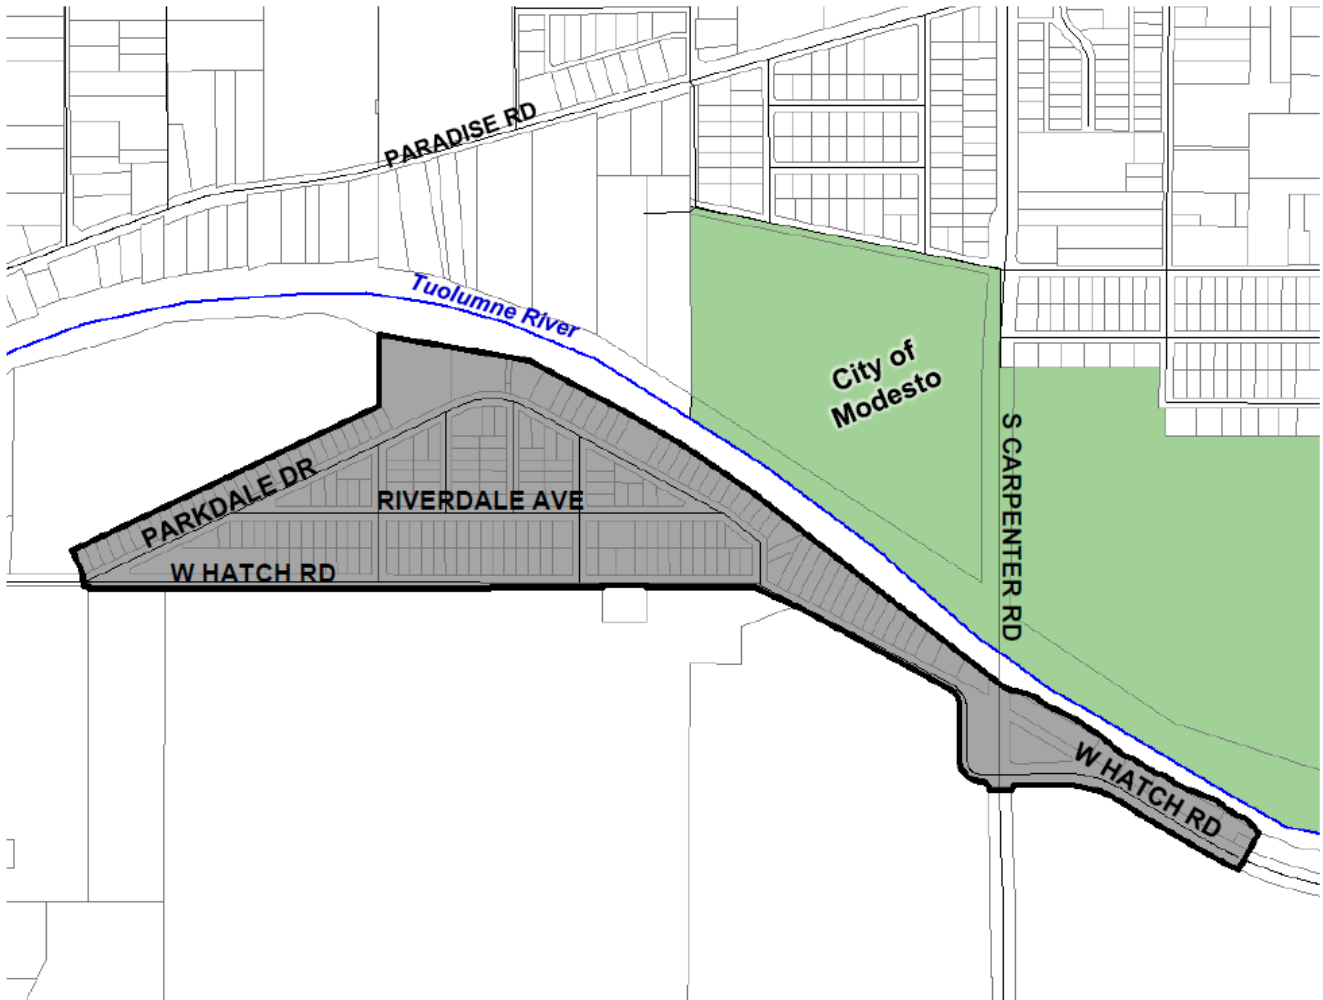 PARADISE RD
Tuolumne River
City of
Modesto
S CARPENTER RD
PARKDALE DR
RIVERDALE AVE
W HATCH RD
W HATCH RD